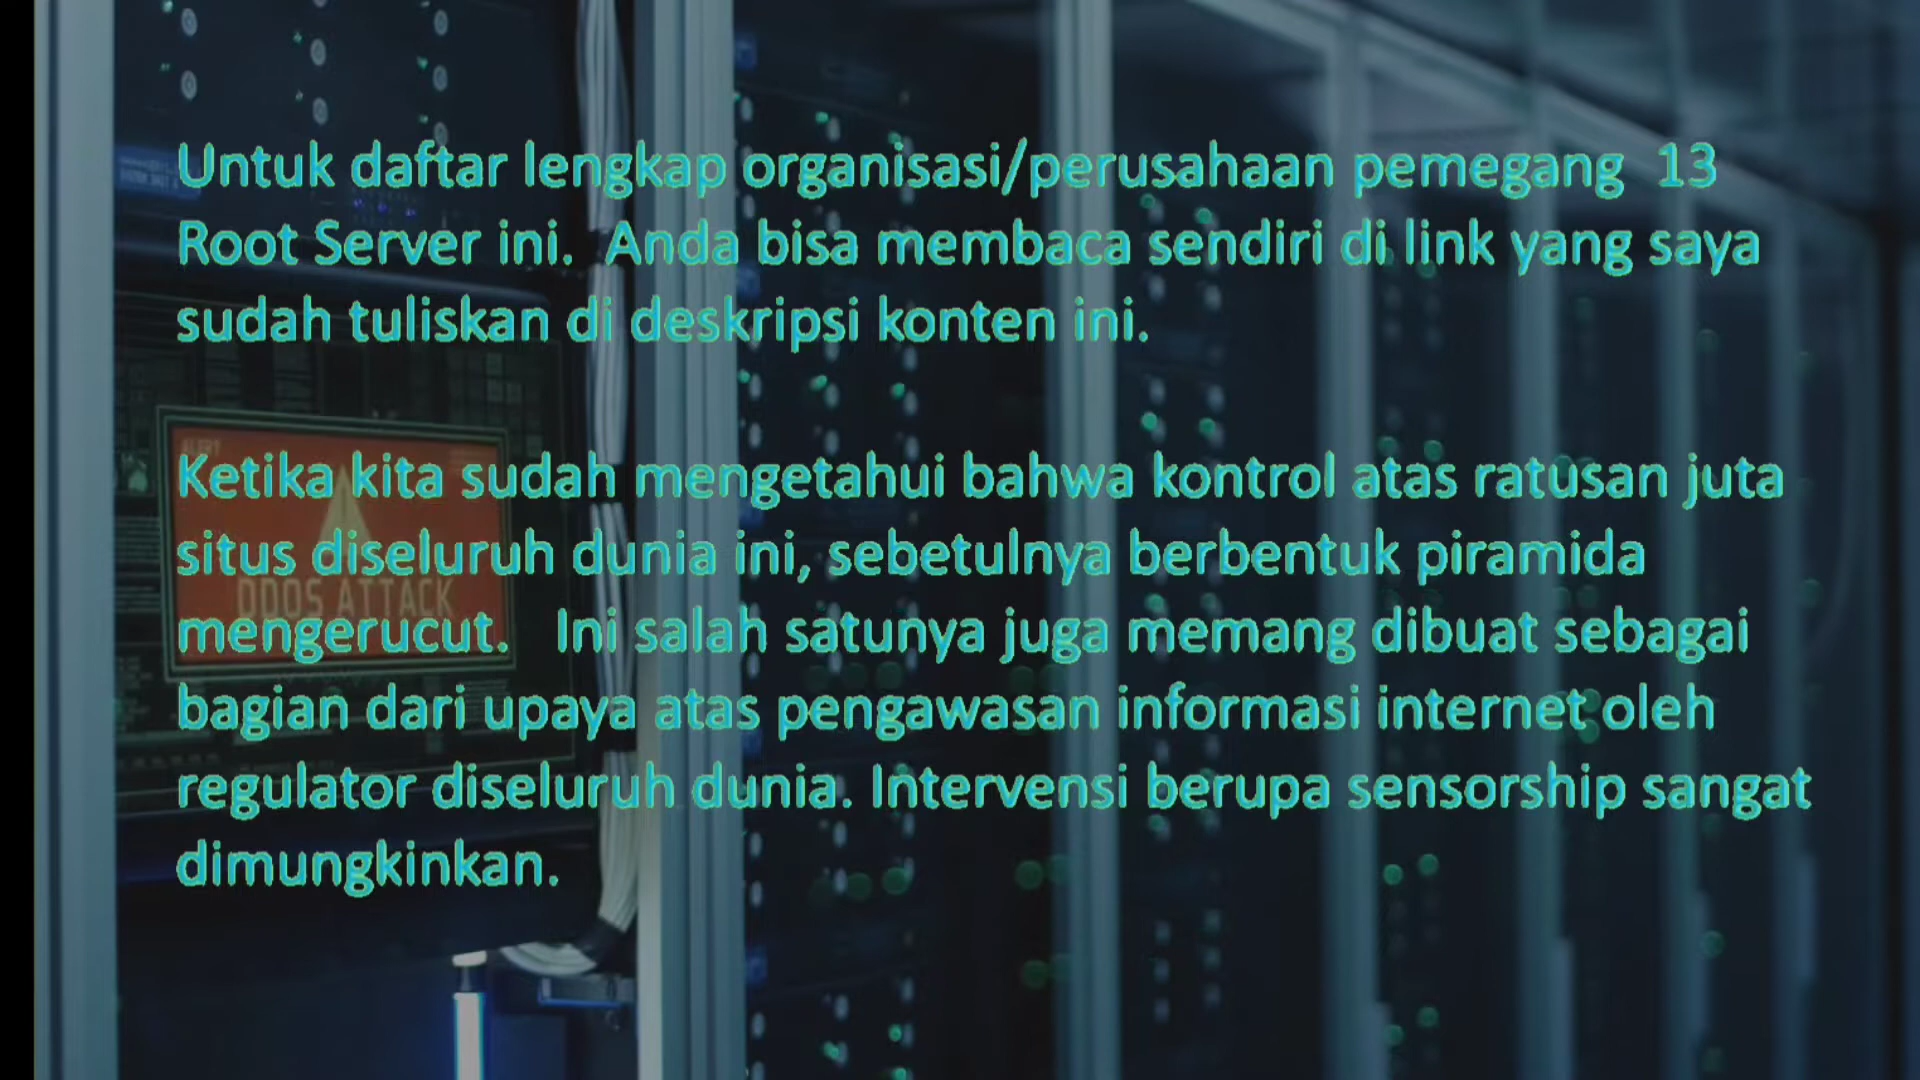 Untuk daftar lengkap organisasi/perusahaan pemegang 13
Root Server ini. Anda bisa membaca sendiri di link yang saya
sudah tuliskan di deskripsi konten ini.
Ketika kita sudah mengetahui bahwa kontrol atas ratusan juta
situs diseluruh dunia ini, sebetulnya berbentuk piramida
mengerucut. Ini salah satunya juga memang dibuat sebagai
bagian dari upaya atas pengawasan informasi internet oleh
regulator diseluruh dunia. Intervensi berupa sensorship sangat
dimungkinkan.
ALERT
DDOS ATTACK